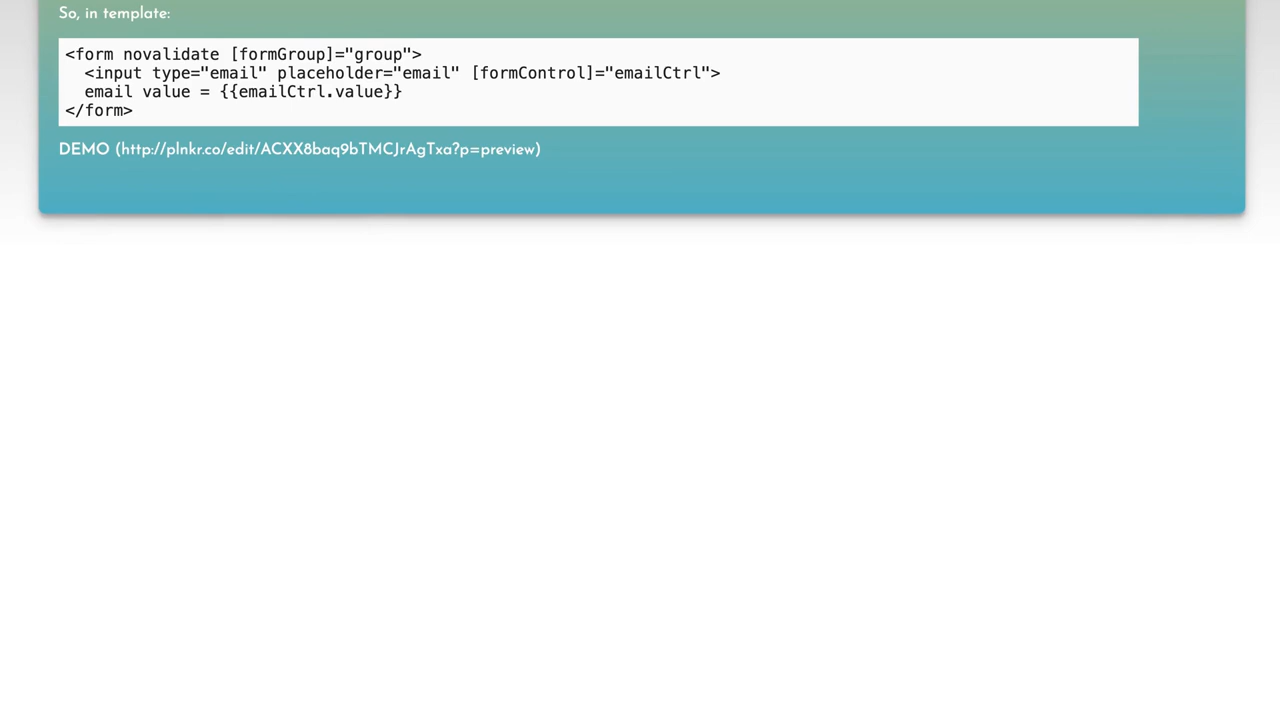 So, in template:
<form novalidate [formGroup]="group">
  <input type="email" placeholder="email" [formControl]="emailCtrl">
  email value = {{emailCtrl.value}}
</form>
DEMO (http://plnkr.co/edit/ACXX8baq9bTMCJrAgTxa?p=preview)